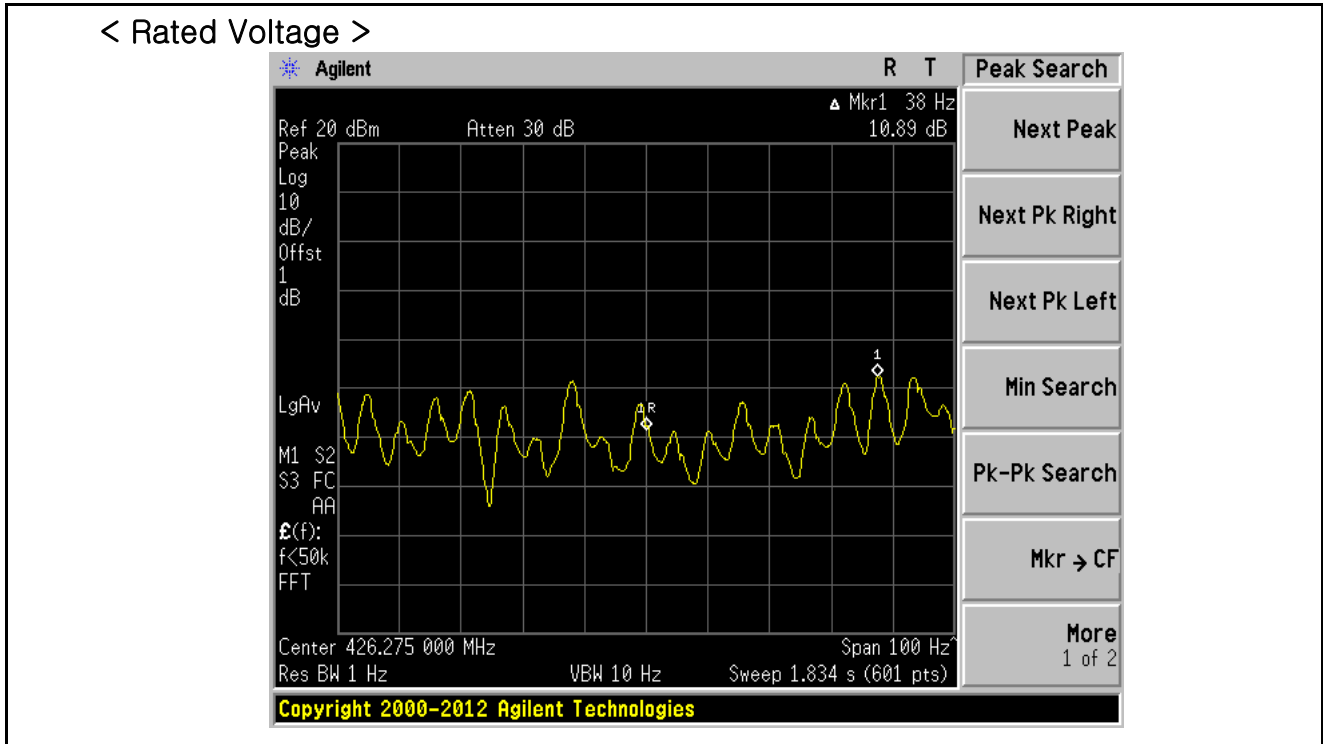 < Rated Voltage >
Agilent R T
Peak Search
Δ Mkr1 38 Hz
Ref 20 dBm Atten 30 dB 10.89 dB
Peak
Log
10
dB/
Offst
1
dB
LgAv
M1 S2
S3 FC
AA
£(f):
f<50k
FFT
1
1R
Center 426.275 000 MHz Span 100 Hz^
Res BW 1 Hz VBW 10 Hz Sweep 1.834 s (601 pts)
Copyright 2000-2012 Agilent Technologies
Next Peak
Next Pk Right
Next Pk Left
Min Search
Pk-Pk Search
Mkr → CF
More
1 of 2